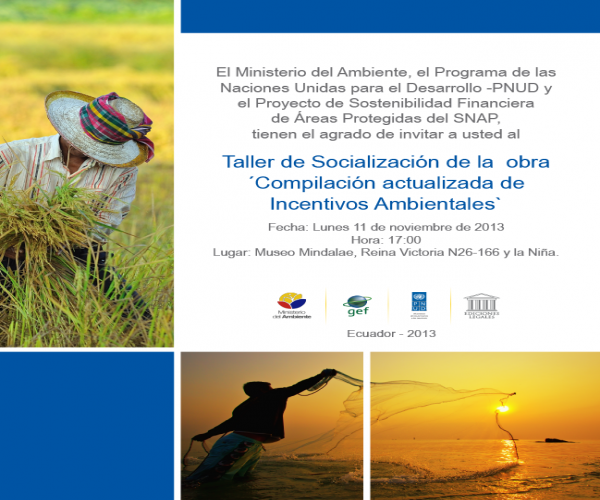 El Ministerio del Ambiente, el Programa de las
Naciones Unidas para el Desarrollo -PNUD y
el Proyecto de Sostenibilidad Financiera
de Áreas Protegidas del SNAP,
tienen el agrado de invitar a usted al
Taller de Socialización de la obra
´Compilación actualizada de
Incentivos Ambientales`
Fecha: Lunes 11 de noviembre de 2013
Hora: 17:00
Lugar: Museo Mindalae, Reina Victoria N26-166 y la Niña.
Ministerio
del Ambiente
gef
PNUD
EDICIONES
LEGALES
Ecuador - 2013